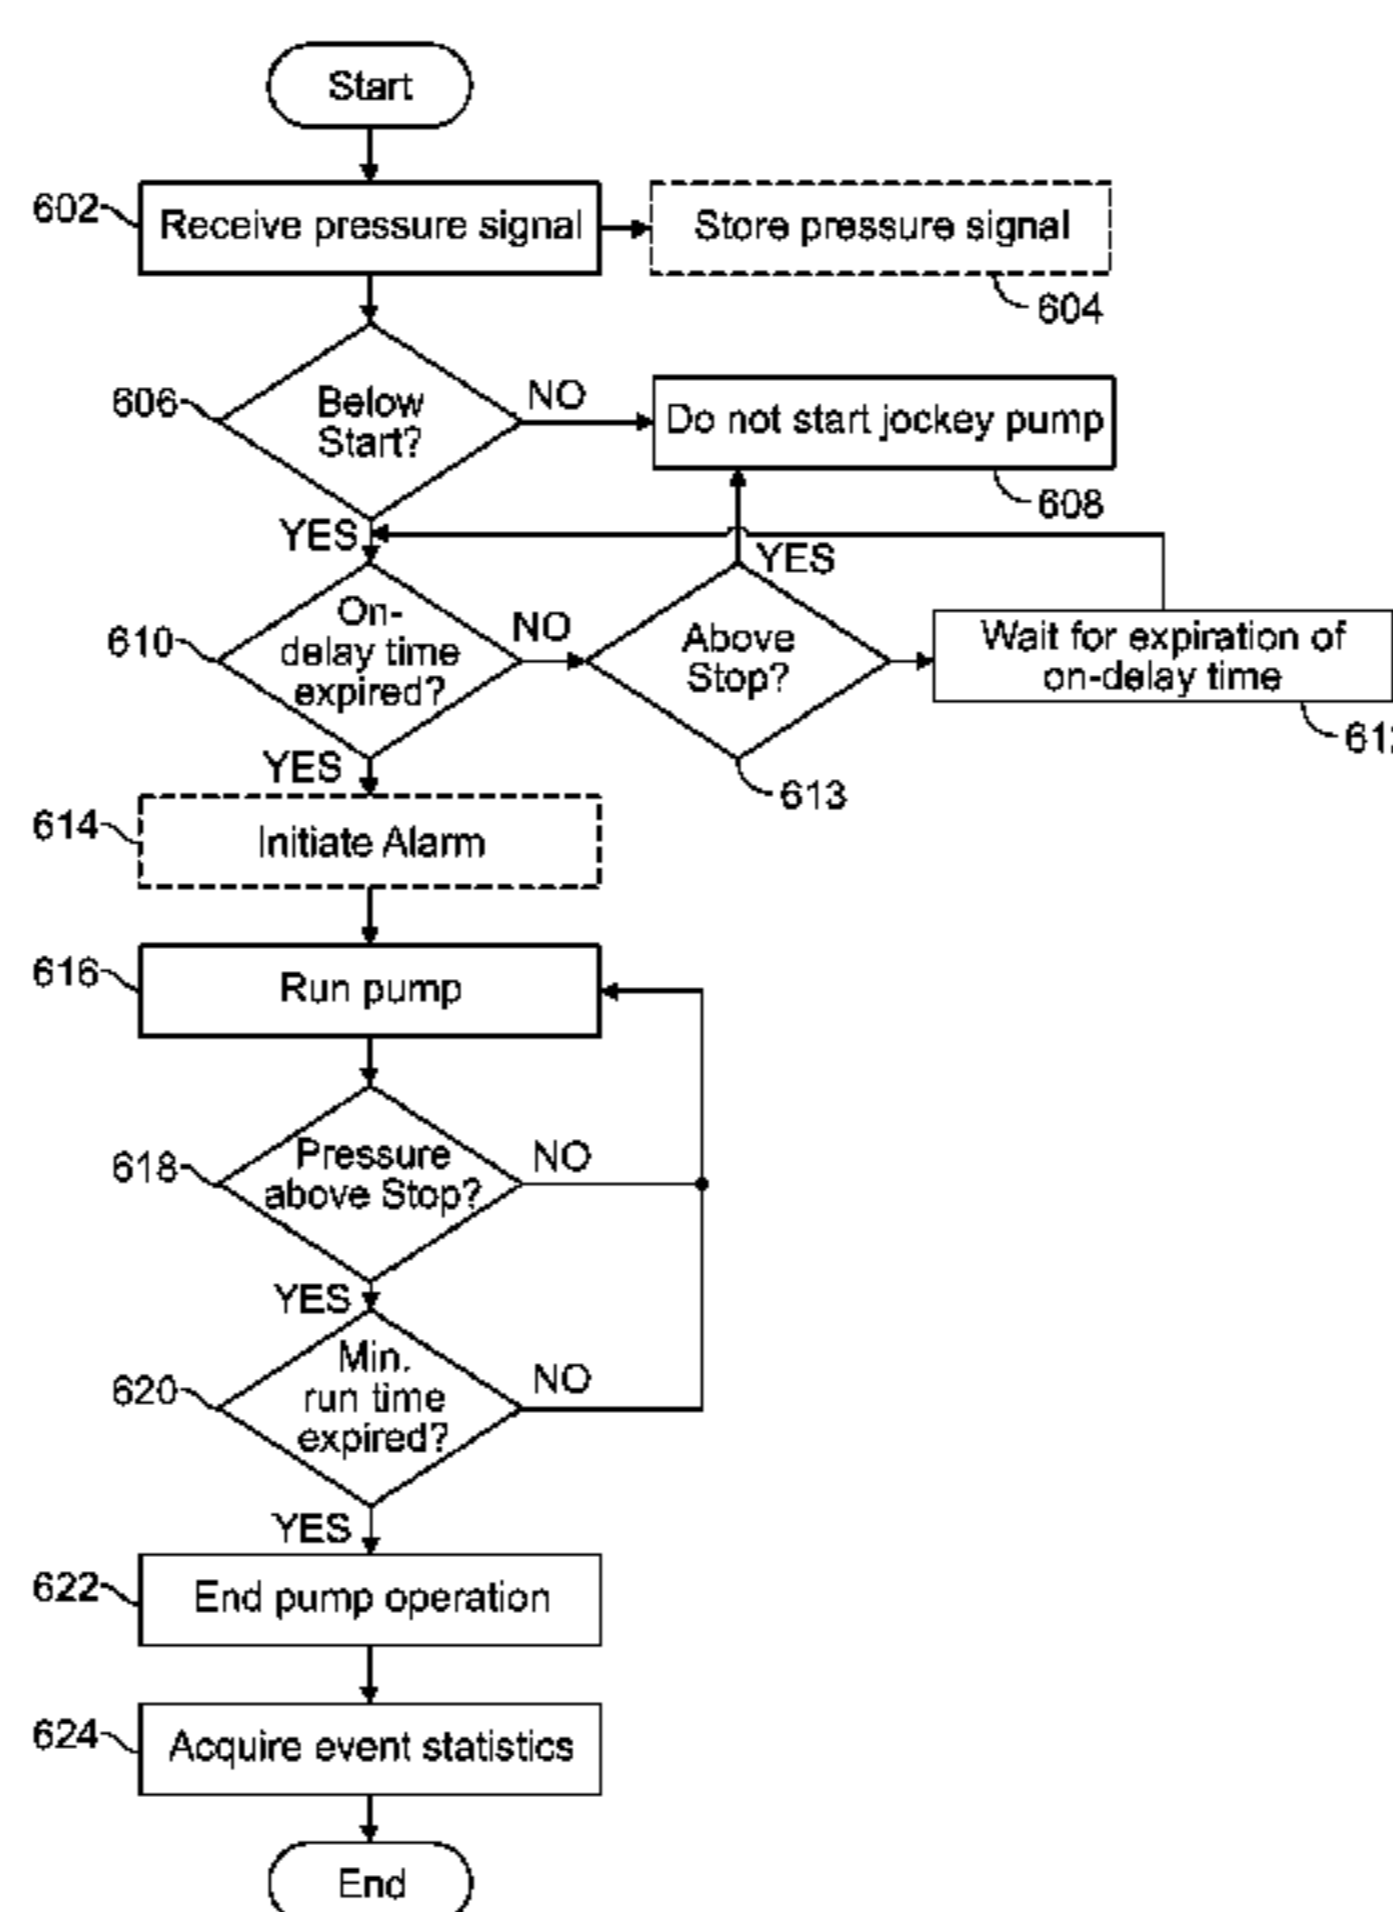 Start
602
Receive pressure signal
Store pressure signal
604
606
Below
Start?
NO
Do not start jockey pump
608
YES
YES
610
On-
delay time
expired?
NO
Above
Stop?
Wait for expiration of
on-delay time
613
YES
614
Initiate Alarm
616
Run pump
618
Pressure
above Stop?
NO
YES
620
Min.
run time
expired?
NO
YES
622
End pump operation
624
Acquire event statistics
End